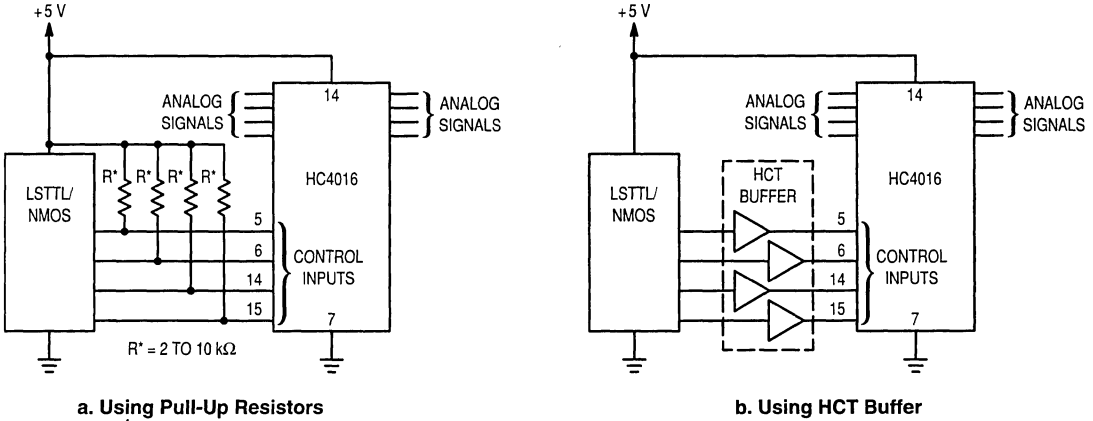 +5 V
14
ANALOG
SIGNALS
ANALOG
SIGNALS
R* R* R* R*
LSTTL/
NMOS
HC4016
5
6
14
15
CONTROL
INPUTS
7
R* = 2 TO 10 kΩ
a. Using Pull-Up Resistors
+5 V
14
ANALOG
SIGNALS
ANALOG
SIGNALS
HCT
BUFFER
LSTTL/
NMOS
HC4016
5
6
14
15
CONTROL
INPUTS
7
b. Using HCT Buffer